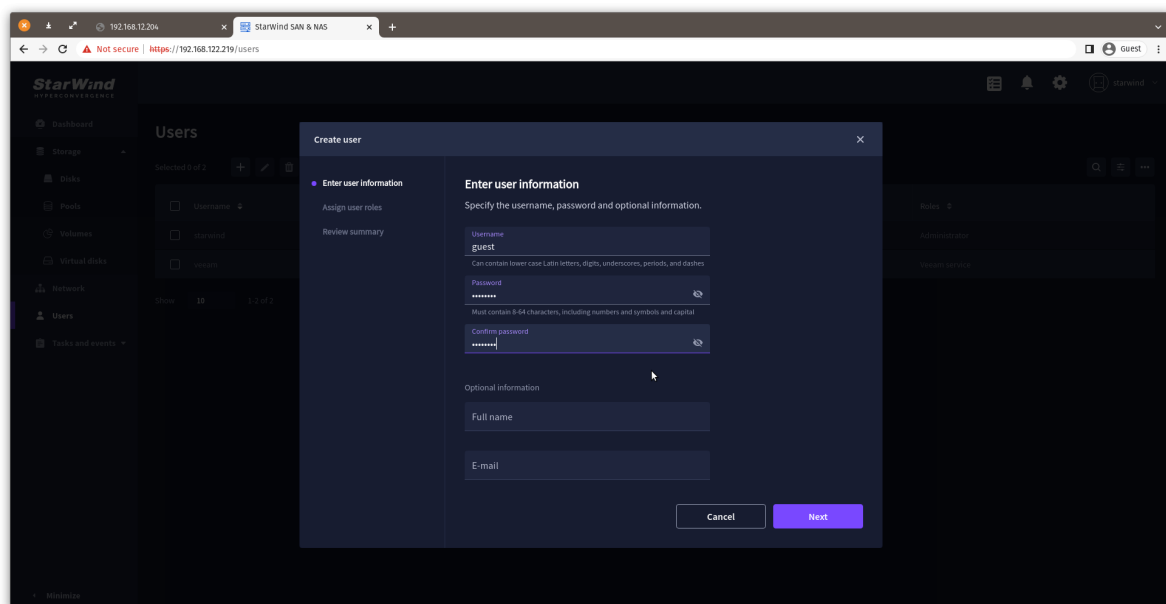 192.168.12.204
StarWind SAN & NAS
Not secure
https://192.168.122.219/users
Guest
StarWind
HYPERCONVERGENCE
starwind
Dashboard
Storage
Disks
Pools
Volumes
Virtual disks
Network
Users
Tasks and events
Minimize
Users
Selected 0 of 2
Username
Roles
starwind
Administrator
veeam
Veeam service
Show 10 1-2 of 2
Create user
Enter user information
Assign user roles
Review summary
Enter user information
Specify the username, password and optional information.
Username
guest
Can contain lower case Latin letters, digits, underscores, periods, and dashes
Password
••••••••
Must contain 8-64 characters, including numbers and symbols and capital
Confirm password
••••••••
Optional information
Full name
E-mail
Cancel
Next